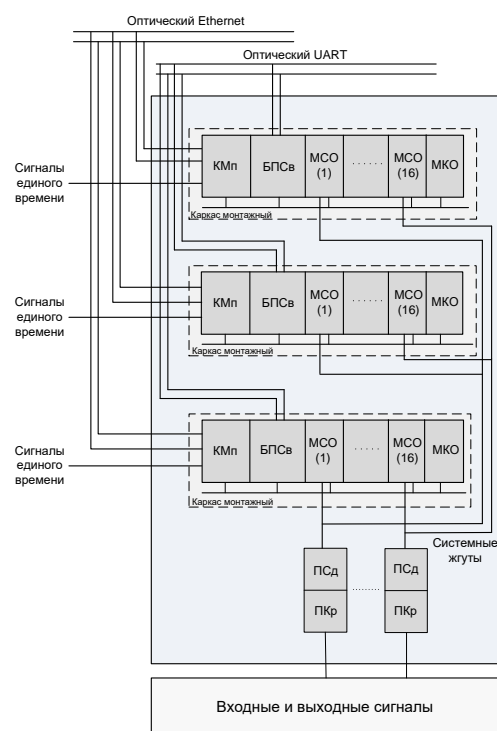 Оптический Ethernet
Оптический UART
Сигналы
единого
времени
КМп
БПСв
МСО
(1)
......
МСО
(16)
МКО
Каркас монтажный
Сигналы
единого
времени
КМп
БПСв
МСО
(1)
.....
МСО
(16)
МКО
Каркас монтажный
Сигналы
единого
времени
КМп
БПСв
МСО
(1)
.....
МСО
(16)
МКО
Каркас монтажный
Системные
жгуты
ПСд
ПКр
........
ПСд
ПКр
Входные и выходные сигналы